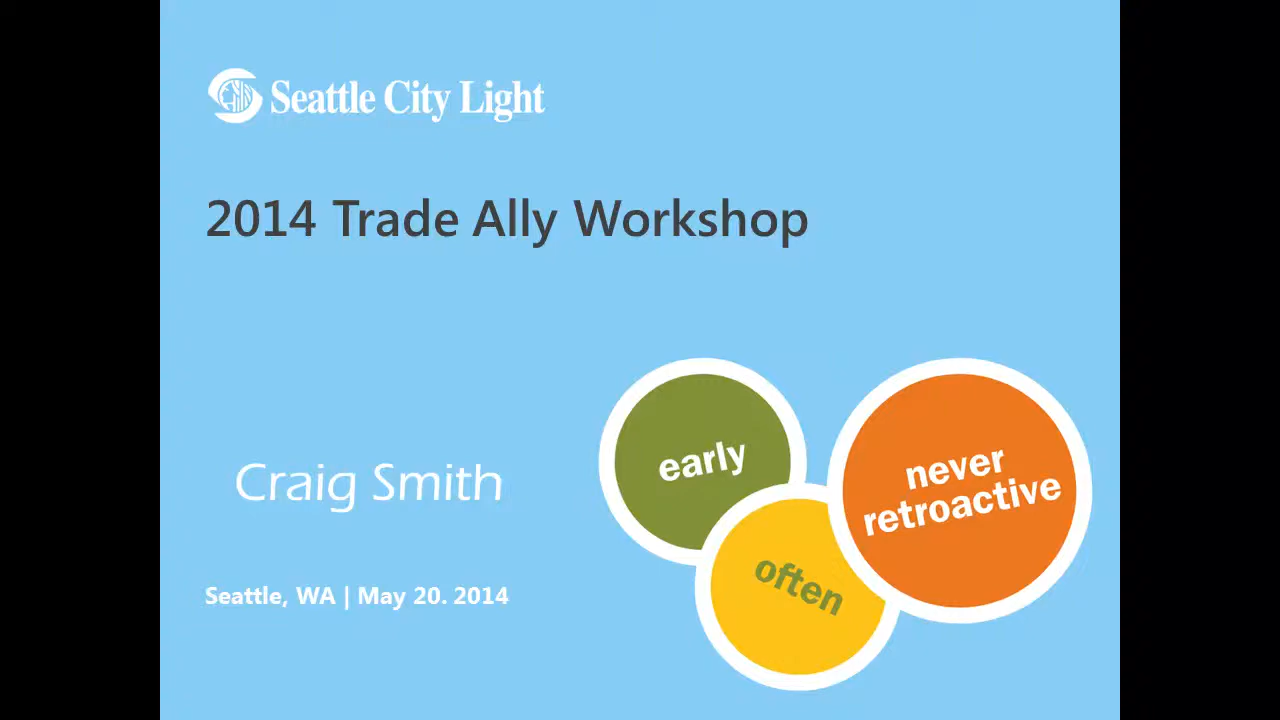 Seattle City Light
2014 Trade Ally Workshop
early
never
retroactive
Craig Smith
often
Seattle, WA | May 20. 2014